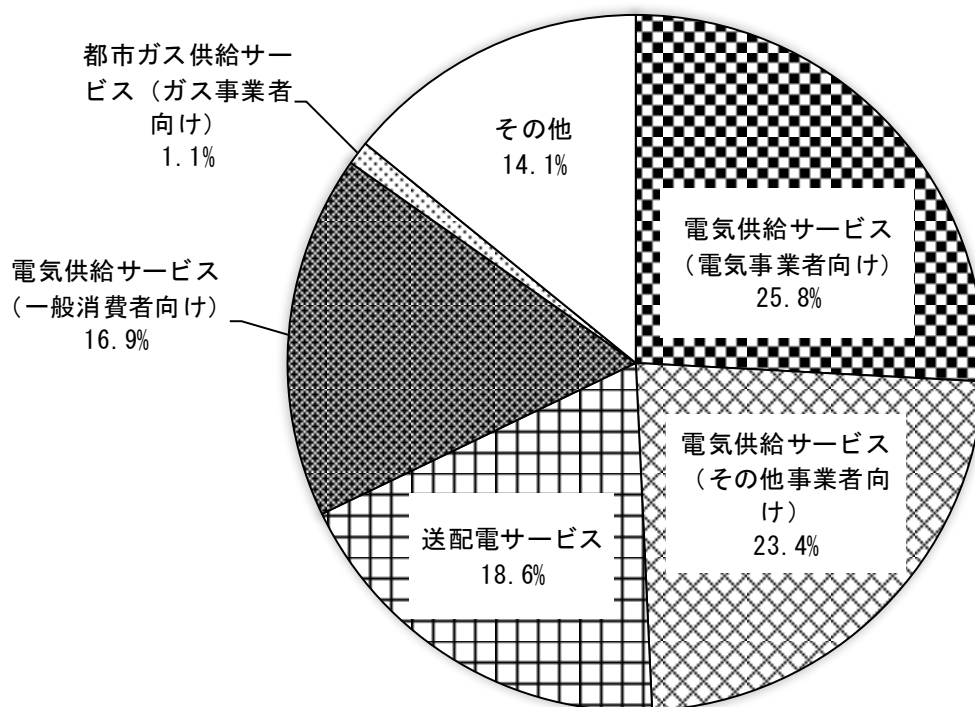 都市ガス供給サー
ビス（ガス事業者
向け）
1.1%
その他
14.1%
電気供給サービス
（電気事業者向け）
25.8%
電気供給サービス
（一般消費者向け）
16.9%
電気供給サービス
（その他事業者向
け）
23.4%
送配電サービス
18.6%